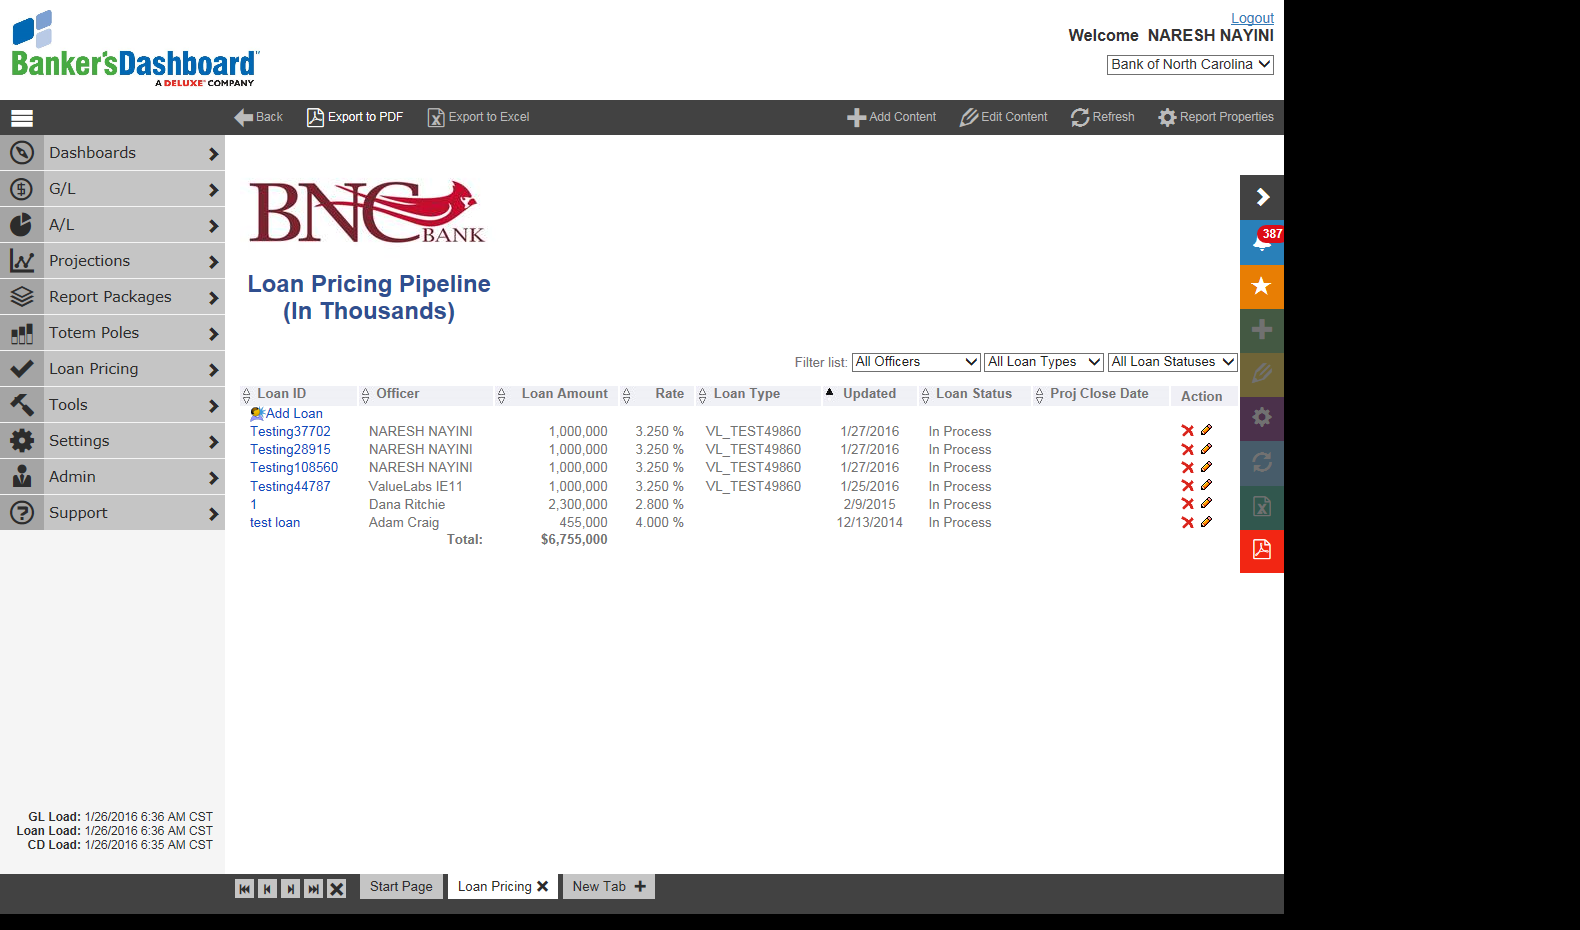 Logout
Welcome NARESH NAYINI
Banker'sDashboard
A DELUXE COMPANY
Bank of North Carolina
Back Export to PDF Export to Excel Add Content Edit Content Refresh Report Properties
Dashboards
G/L
A/L
Projections
Report Packages
Totem Poles
Loan Pricing
Tools
Settings
Admin
Support
GL Load: 1/26/2016 6:36 AM CST
Loan Load: 1/26/2016 6:36 AM CST
CD Load: 1/26/2016 6:35 AM CST
BNC BANK
387
Loan Pricing Pipeline
(In Thousands)
Filter list: All Officers All Loan Types All Loan Statuses
Loan ID Officer Loan Amount Rate Loan Type Updated Loan Status Proj Close Date Action
Add Loan
Testing37702 NARESH NAYINI 1,000,000 3.250 % VL_TEST49860 1/27/2016 In Process
Testing28915 NARESH NAYINI 1,000,000 3.250 % VL_TEST49860 1/27/2016 In Process
Testing108560 NARESH NAYINI 1,000,000 3.250 % VL_TEST49860 1/27/2016 In Process
Testing44787 ValueLabs IE11 1,000,000 3.250 % VL_TEST49860 1/25/2016 In Process
1 Dana Ritchie 2,300,000 2.800 % 2/9/2015 In Process
test loan Adam Craig 455,000 4.000 % 12/13/2014 In Process
Total: $6,755,000
Start Page Loan Pricing New Tab